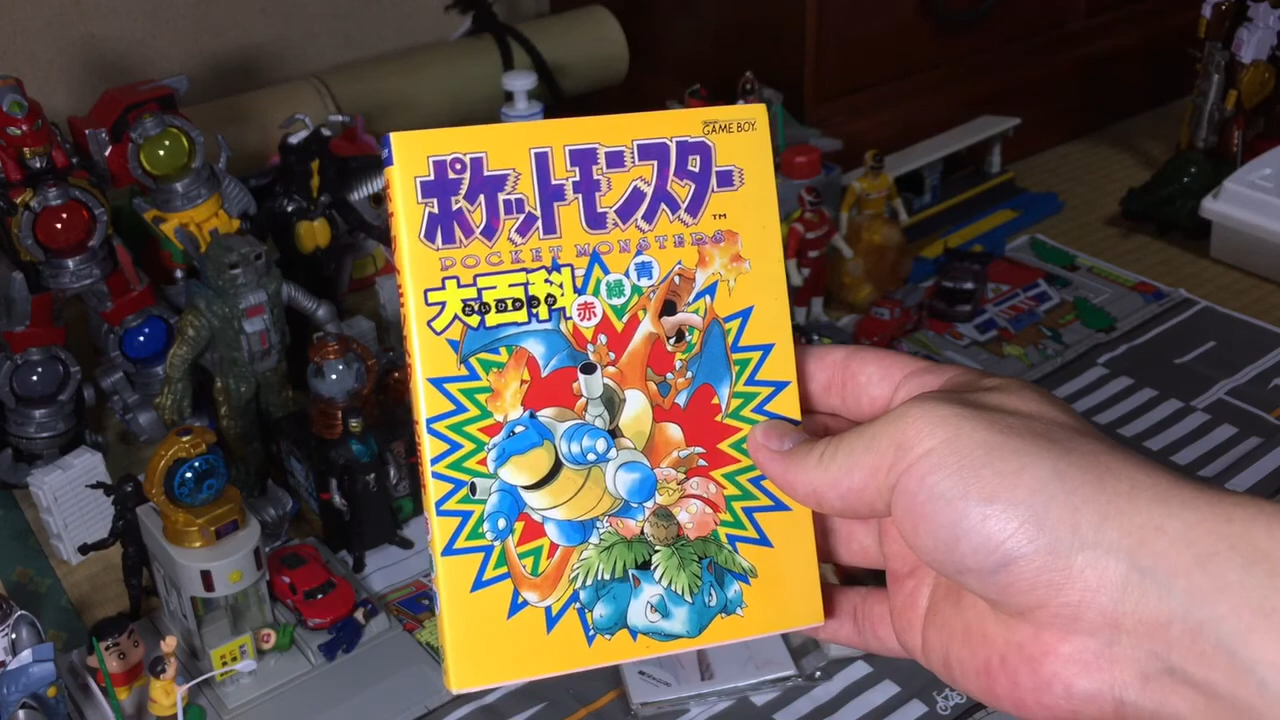 GAME BOY
ポケットモンスター
TM
POCKET MONSTERS
大百科
だいひゃっか
赤
緑
青